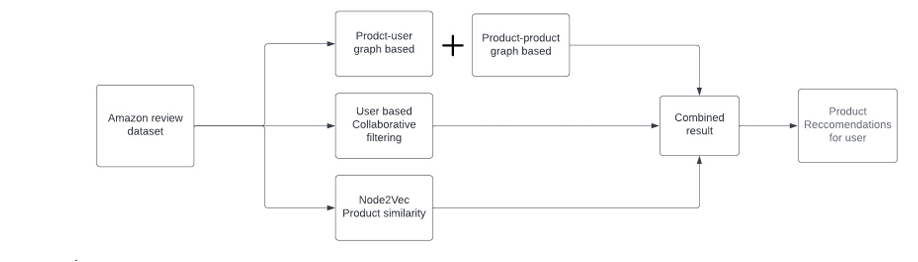 Prodct-user
graph based
+
Product-product
graph based
Amazon review
dataset
User based
Collaborative
filtering
Combined
result
Product
Reccomendations
for user
Node2Vec
Product similarity